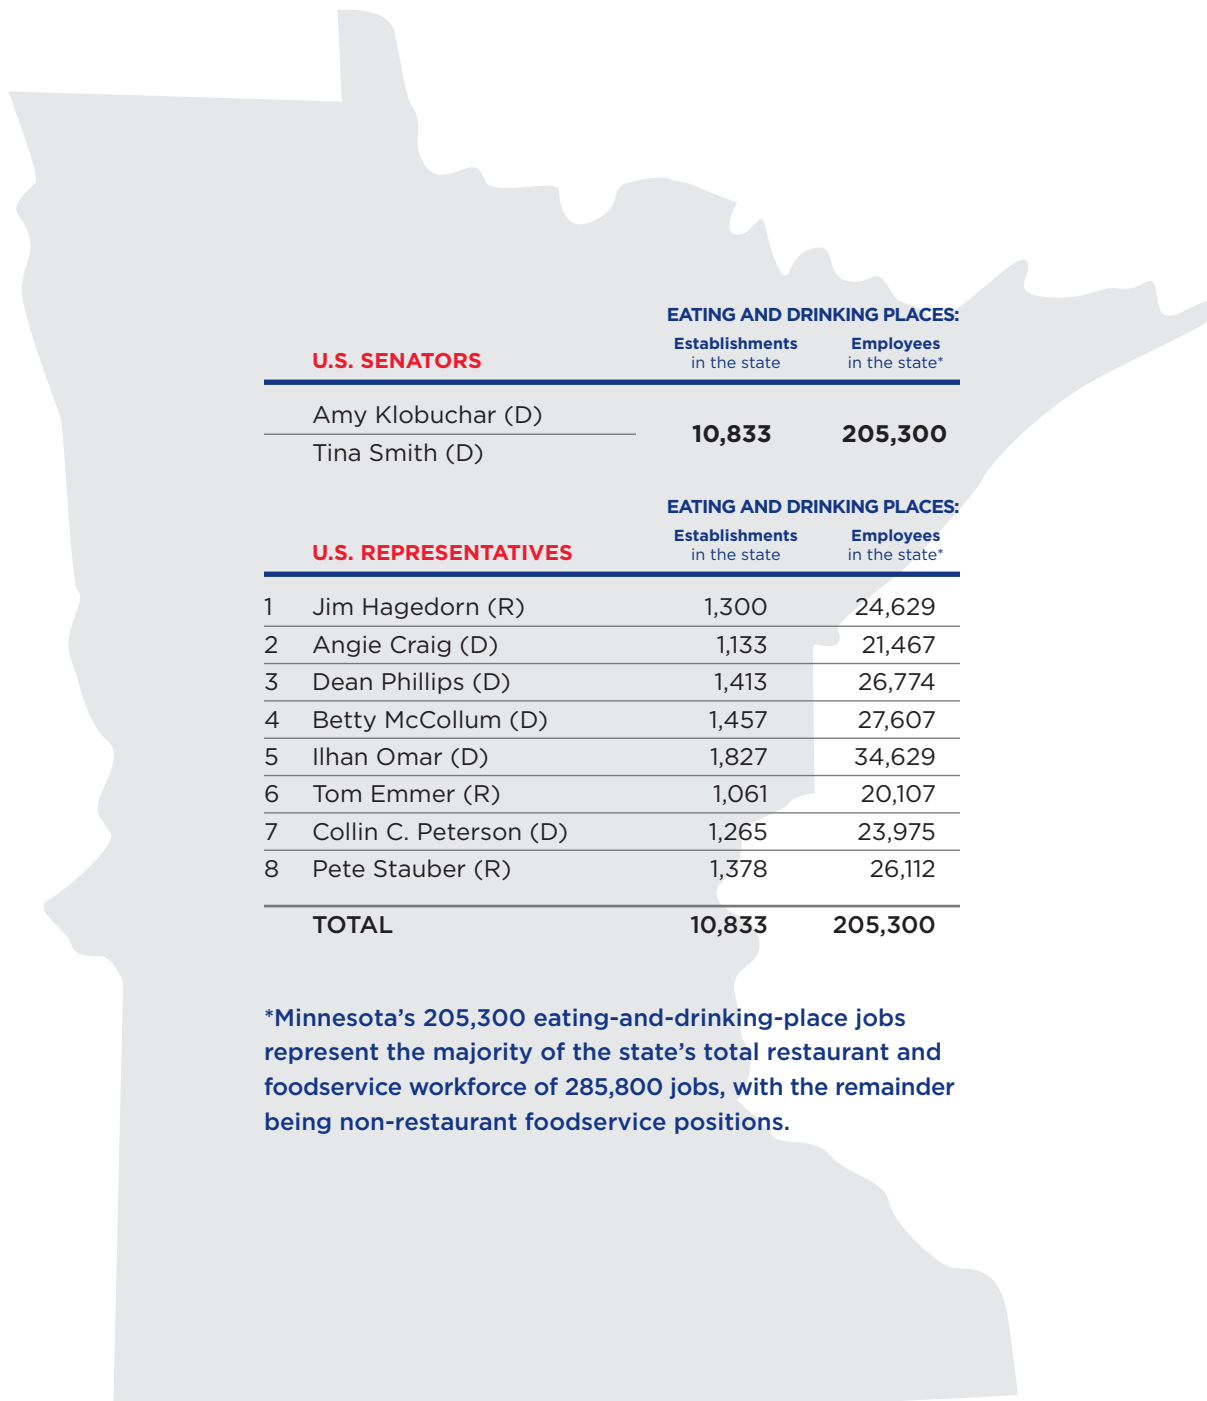 EATING AND DRINKING PLACES:
U.S. SENATORS Establishments in the state Employees in the state*
Amy Klobuchar (D)
10,833 205,300
Tina Smith (D)
EATING AND DRINKING PLACES:
U.S. REPRESENTATIVES Establishments in the state Employees in the state*
1 Jim Hagedorn (R) 1,300 24,629
2 Angie Craig (D) 1,133 21,467
3 Dean Phillips (D) 1,413 26,774
4 Betty McCollum (D) 1,457 27,607
5 Ilhan Omar (D) 1,827 34,629
6 Tom Emmer (R) 1,061 20,107
7 Collin C. Peterson (D) 1,265 23,975
8 Pete Stauber (R) 1,378 26,112
TOTAL 10,833 205,300
*Minnesota’s 205,300 eating-and-drinking-place jobs
represent the majority of the state’s total restaurant and
foodservice workforce of 285,800 jobs, with the remainder
being non-restaurant foodservice positions.